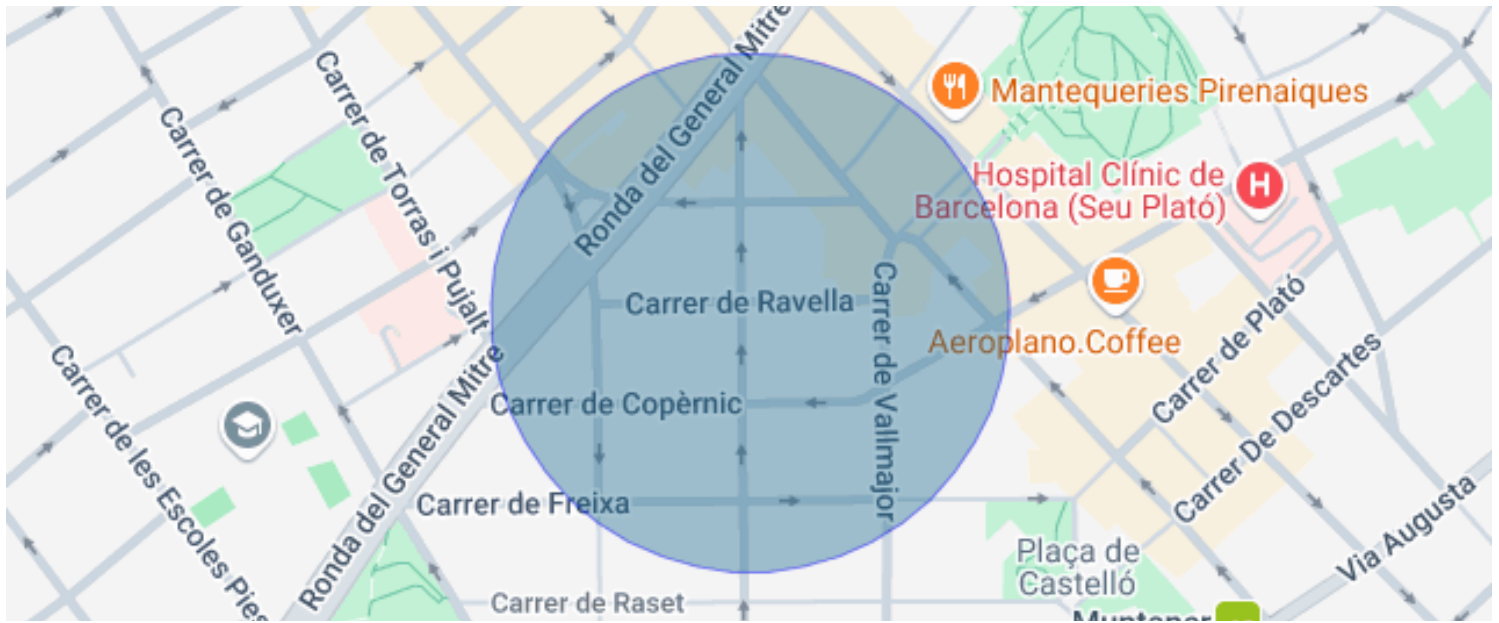 Ronda del General Mitre
Carrer de Torras i Pujalt
Mantequeries Pirenaiques
Carrer de Ganduxer
Hospital Clínic de
Barcelona (Seu Plató)
H
Carrer de Ravella
Carrer de Vallmajor
Aeroplano.Coffee
Carrer de Plató
Carrer de les Escoles Pies
Ronda del General Mitre
Carrer de Copèrnic
Carrer De Descartes
Carrer de Freixa
Via Augusta
Plaça de
Castelló
Carrer de Raset
Muntaner